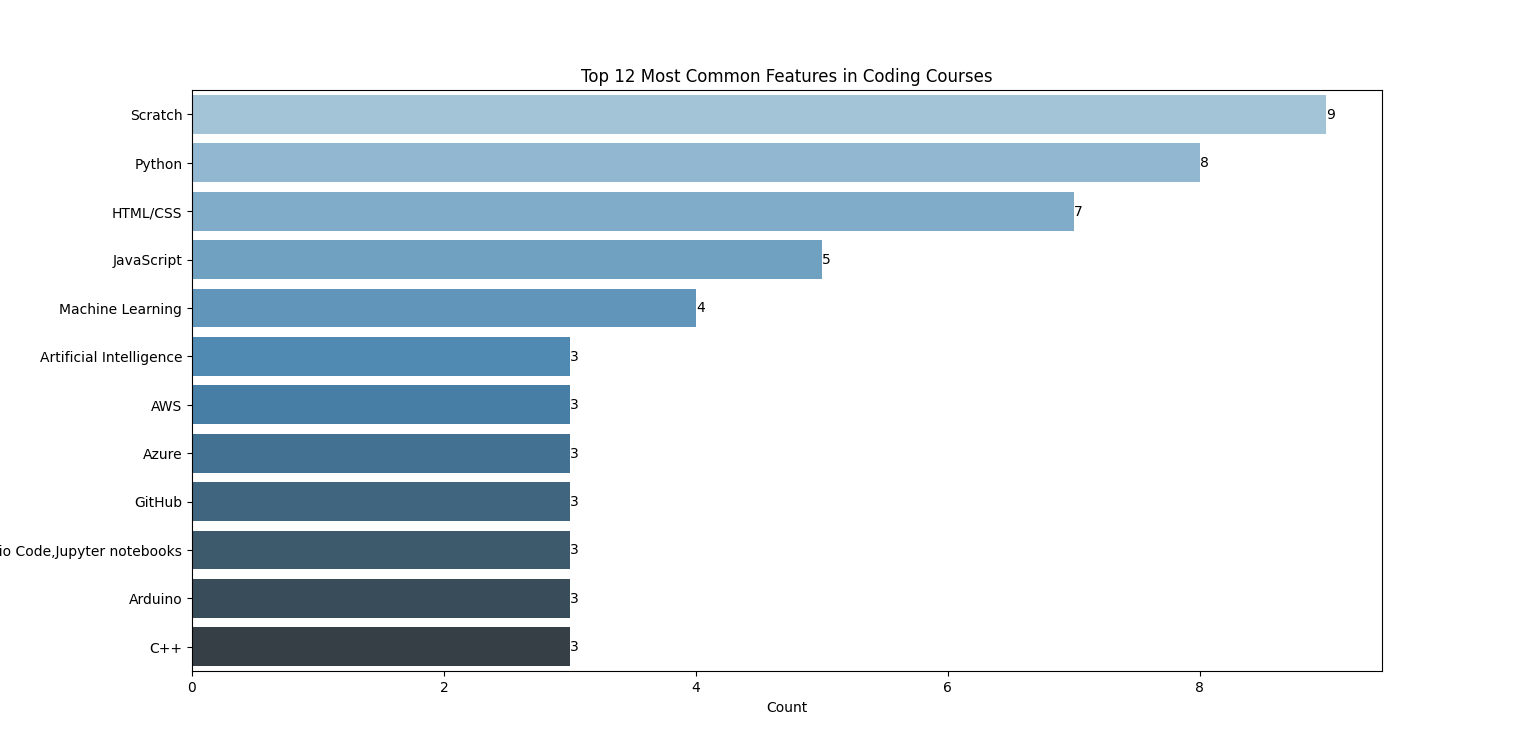 Top 12 Most Common Features in Coding Courses
Scratch 9
Python 8
HTML/CSS 7
JavaScript 5
Machine Learning 4
Artificial Intelligence 3
AWS 3
Azure 3
GitHub 3
io Code,Jupyter notebooks 3
Arduino 3
C++ 3
0 2 4 6 8
Count